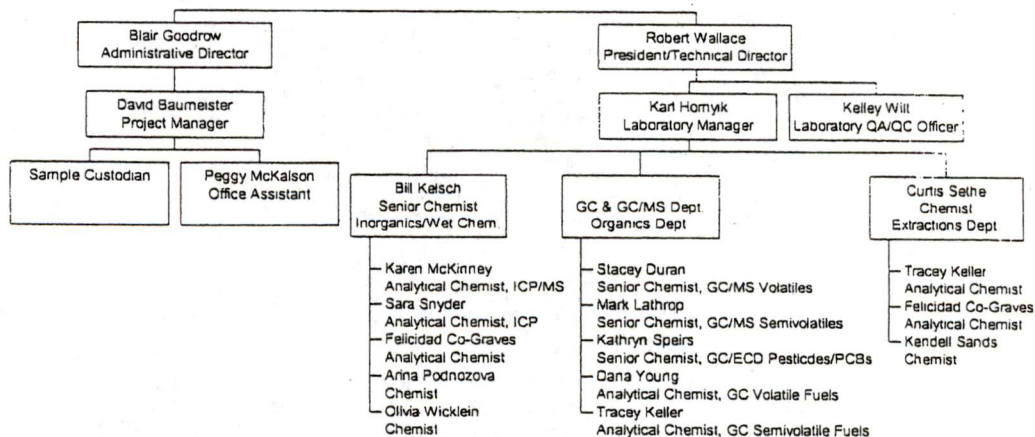 Blair Goodrow
Administrative Director
Robert Wallace
President/Technical Director
David Baumeister
Project Manager
Karl Hornyik
Laboratory Manager
Kelley Wilt
Laboratory QA/QC Officer
Sample Custodian
Peggy McKalson
Office Assistant
Bill Kelsch
Senior Chemist
Inorganics/Wet Chem.
GC & GC/MS Dept.
Organics Dept
Curtis Sethe
Chemist
Extractions Dept
Karen McKinney
Analytical Chemist, ICP/MS
Sara Snyder
Analytical Chemist, ICP
Felicidad Co-Graves
Analytical Chemist
Arina Podnozova
Chemist
Olivia Wicklein
Chemist
Stacey Duran
Senior Chemist, GC/MS Volatiles
Mark Lathrop
Senior Chemist, GC/MS Semivolatiles
Kathryn Speirs
Senior Chemist, GC/ECD Pesticdes/PCBs
Dana Young
Analytical Chemist, GC Volatile Fuels
Tracey Keller
Analytical Chemist, GC Semivolatile Fuels
Tracey Keller
Analytical Chemist
Felicidad Co-Graves
Analytical Chemist
Kendell Sands
Chemist